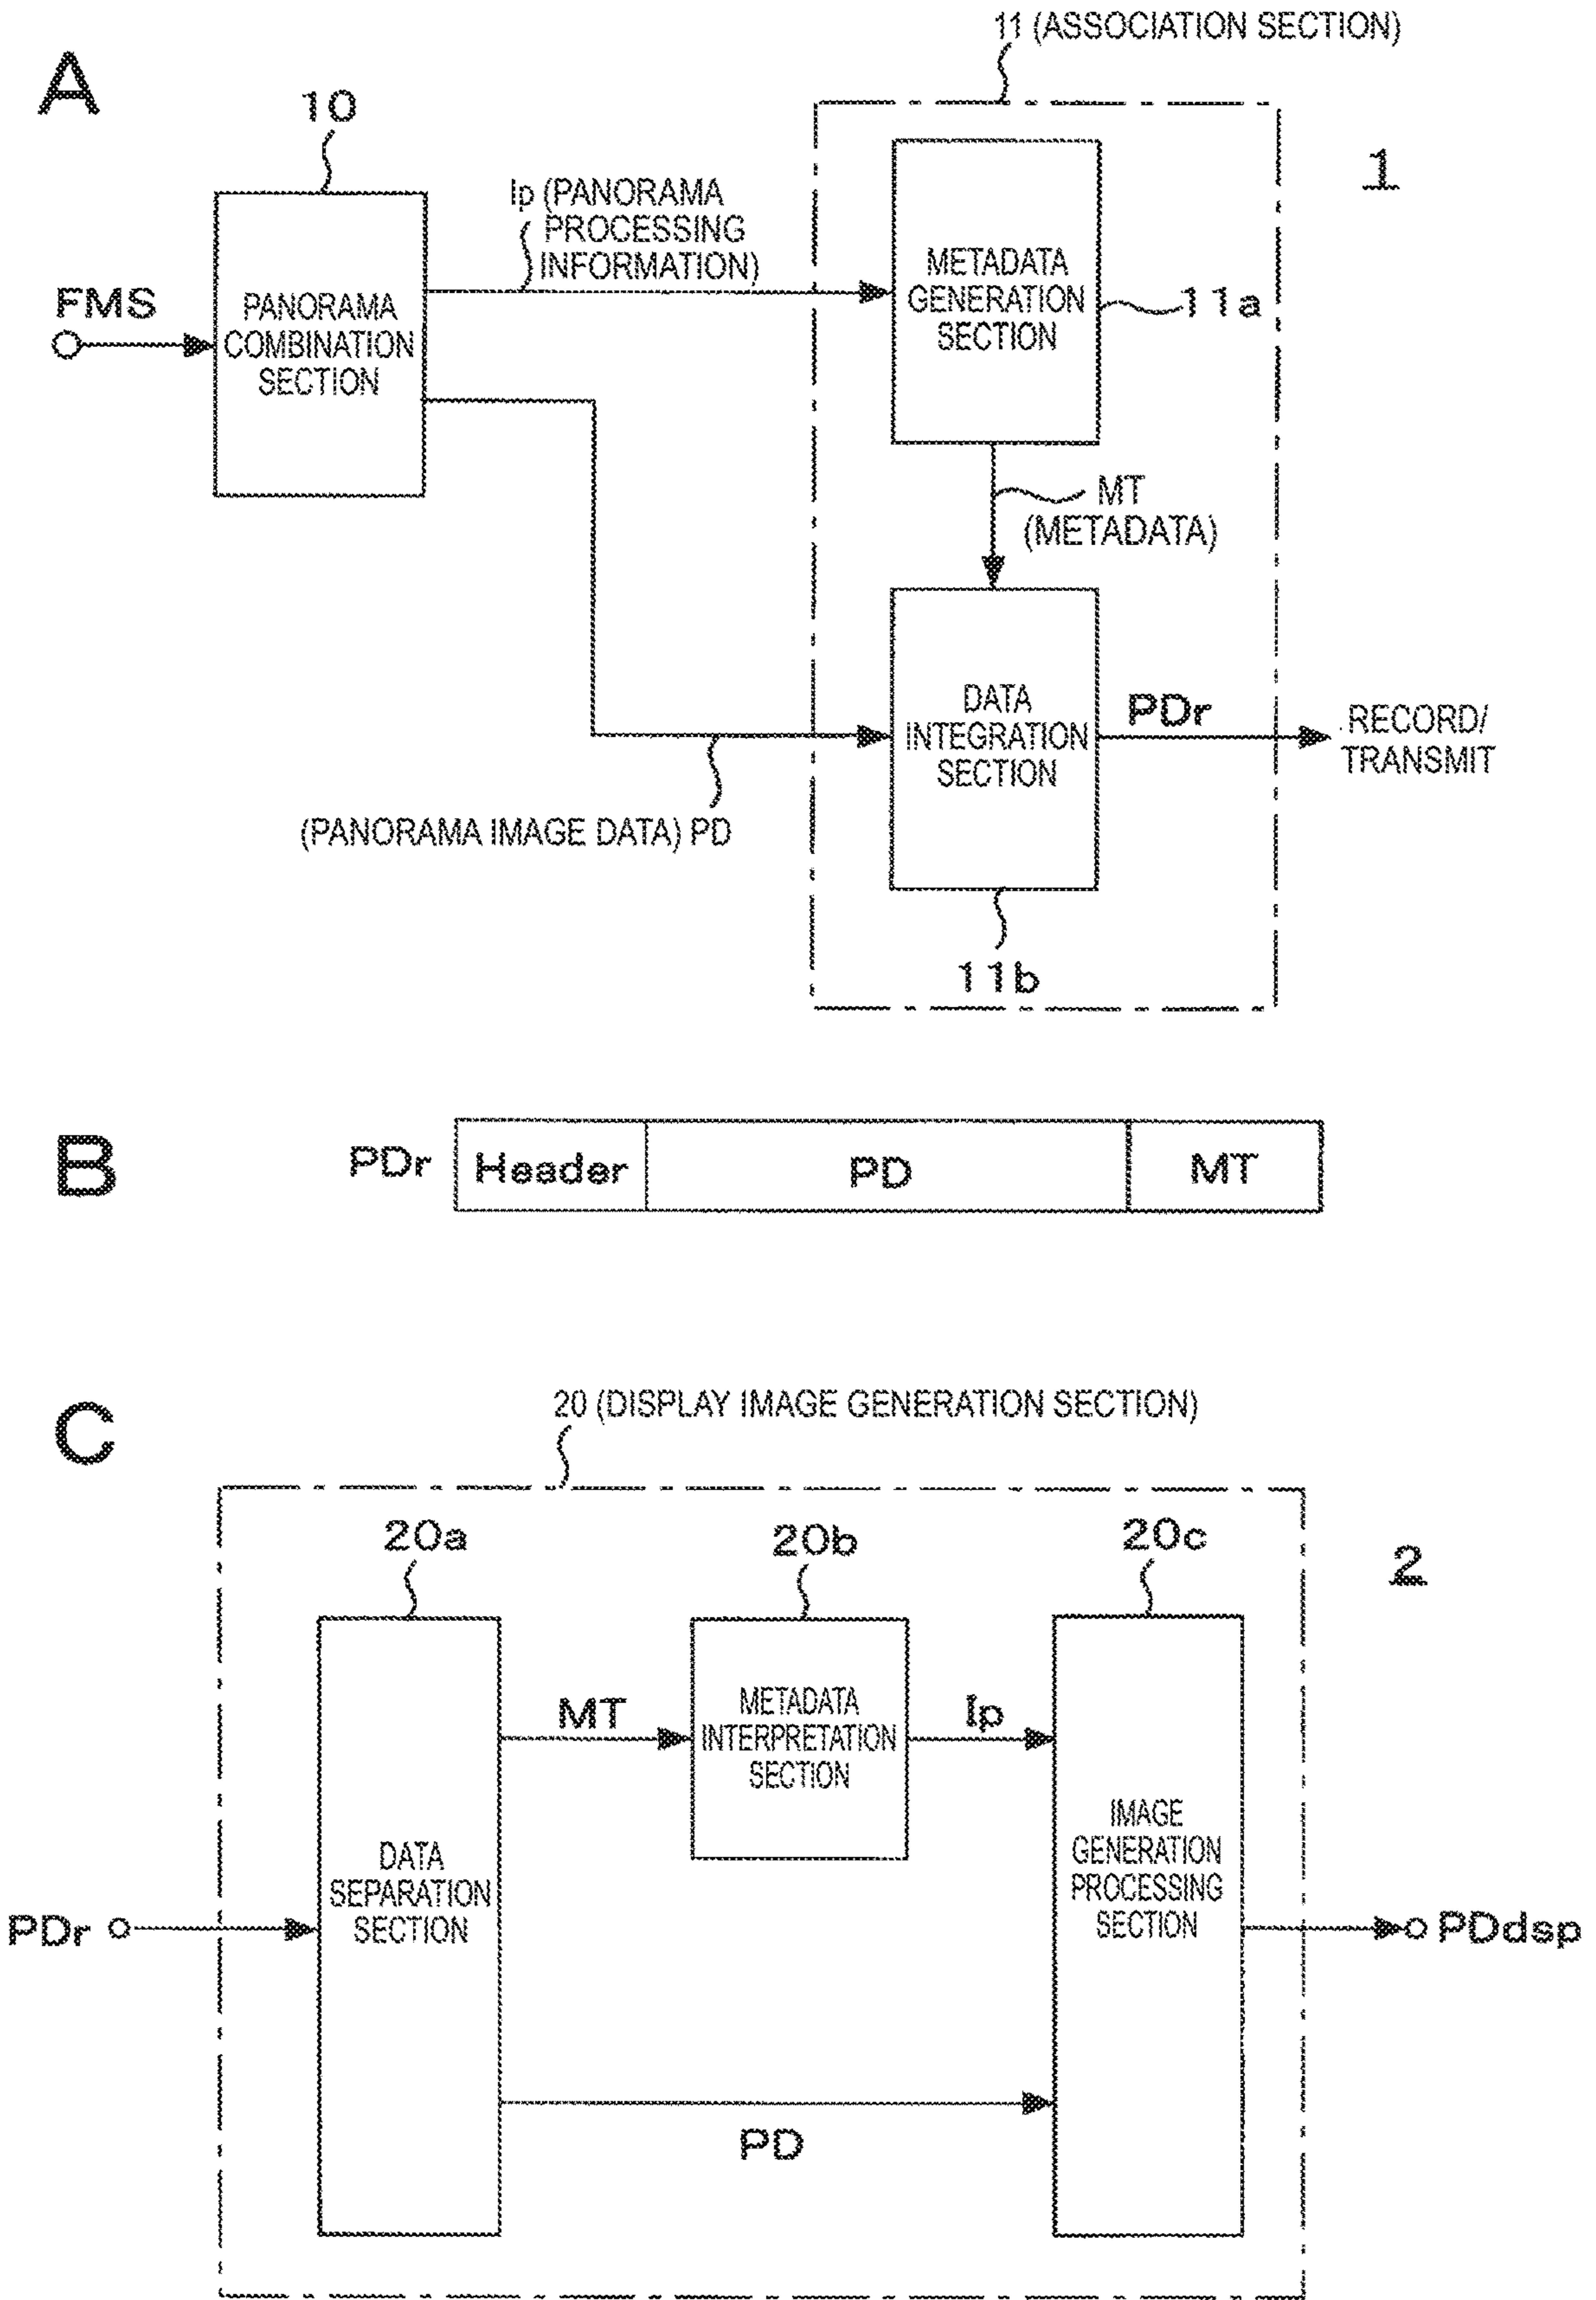 11 (ASSOCIATION SECTION)
A
10
1
Ip (PANORAMA
PROCESSING
INFORMATION)
METADATA
GENERATION
SECTION
11a
FMS
PANORAMA
COMBINATION
SECTION
MT
(METADATA)
DATA
INTEGRATION
SECTION
PDr
RECORD/
TRANSMIT
(PANORAMA IMAGE DATA) PD
11b
B
PDr
Header
PD
MT
C
20 (DISPLAY IMAGE GENERATION SECTION)
20a
20b
20c
2
MT
METADATA
INTERPRETATION
SECTION
Ip
IMAGE
GENERATION
PROCESSING
SECTION
DATA
SEPARATION
SECTION
PDr
PDdsp
PD